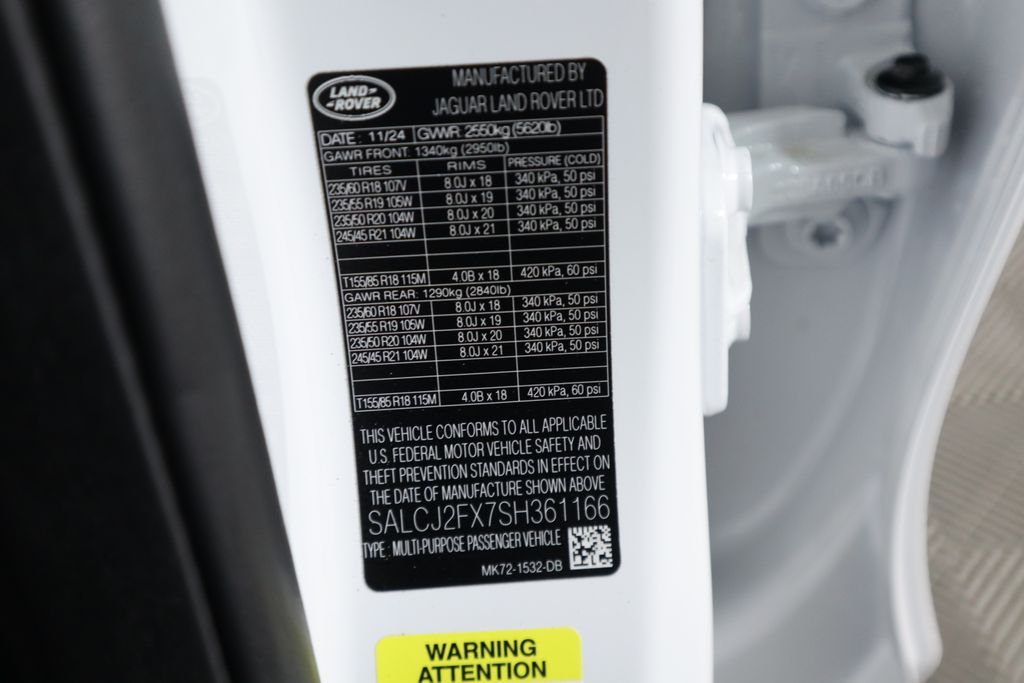 LAND ROVER
MANUFACTURED BY
JAGUAR LAND ROVER LTD
DATE: 11/24 GVWR 2550kg (5620lb)
GAWR FRONT: 1340kg (2950lb)
TIRES RIMS PRESSURE (COLD)
235/60 R18 107V 8.0J x 18 340 kPa, 50 psi
235/55 R19 105W 8.0J x 19 340 kPa, 50 psi
235/50 R20 104W 8.0J x 20 340 kPa, 50 psi
245/45 R21 104W 8.0J x 21 340 kPa, 50 psi
T155/85 R18 115M 4.0B x 18 420 kPa, 60 psi
GAWR REAR: 1290kg (2840lb)
235/60 R18 107V 8.0J x 18 340 kPa, 50 psi
235/55 R19 105W 8.0J x 19 340 kPa, 50 psi
235/50 R20 104W 8.0J x 20 340 kPa, 50 psi
245/45 R21 104W 8.0J x 21 340 kPa, 50 psi
T155/85 R18 115M 4.0B x 18 420 kPa, 60 psi
THIS VEHICLE CONFORMS TO ALL APPLICABLE
U.S. FEDERAL MOTOR VEHICLE SAFETY AND
THEFT PREVENTION STANDARDS IN EFFECT ON
THE DATE OF MANUFACTURE SHOWN ABOVE
SALCJ2FX7SH361166
TYPE: MULTI-PURPOSE PASSENGER VEHICLE
MK72-1532-DB
WARNING
ATTENTION